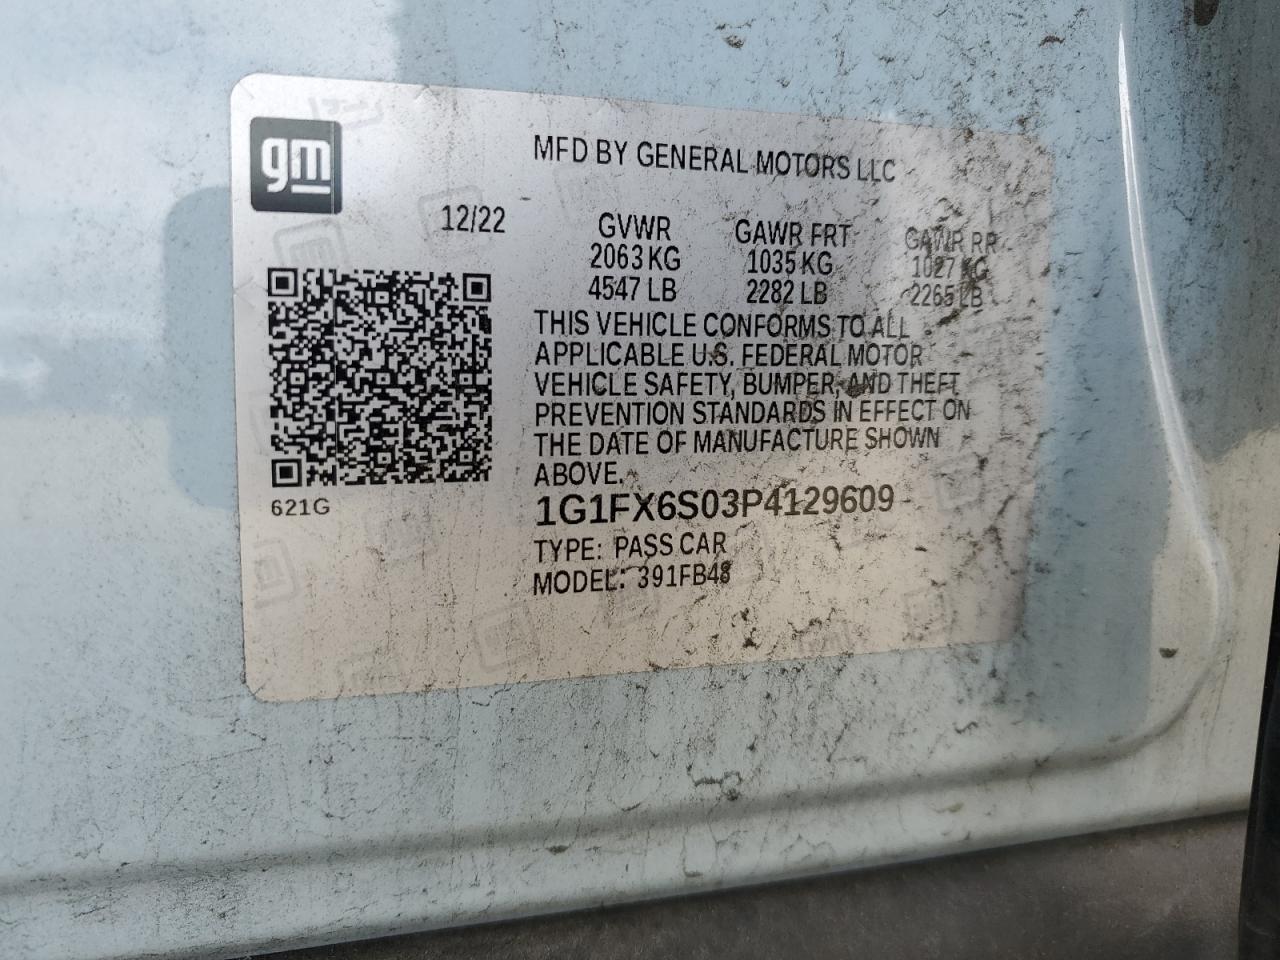 gm
MFD BY GENERAL MOTORS LLC
12/22
GVWR GAWR FRT GAWR RR
2063 KG 1035 KG 1027 KG
4547 LB 2282 LB 2265 LB
THIS VEHICLE CONFORMS TO ALL
APPLICABLE U.S. FEDERAL MOTOR
VEHICLE SAFETY, BUMPER, AND THEFT
PREVENTION STANDARDS IN EFFECT ON
THE DATE OF MANUFACTURE SHOWN
ABOVE.
621G
1G1FX6S03P4129609
TYPE: PASS CAR
MODEL: 391FB48